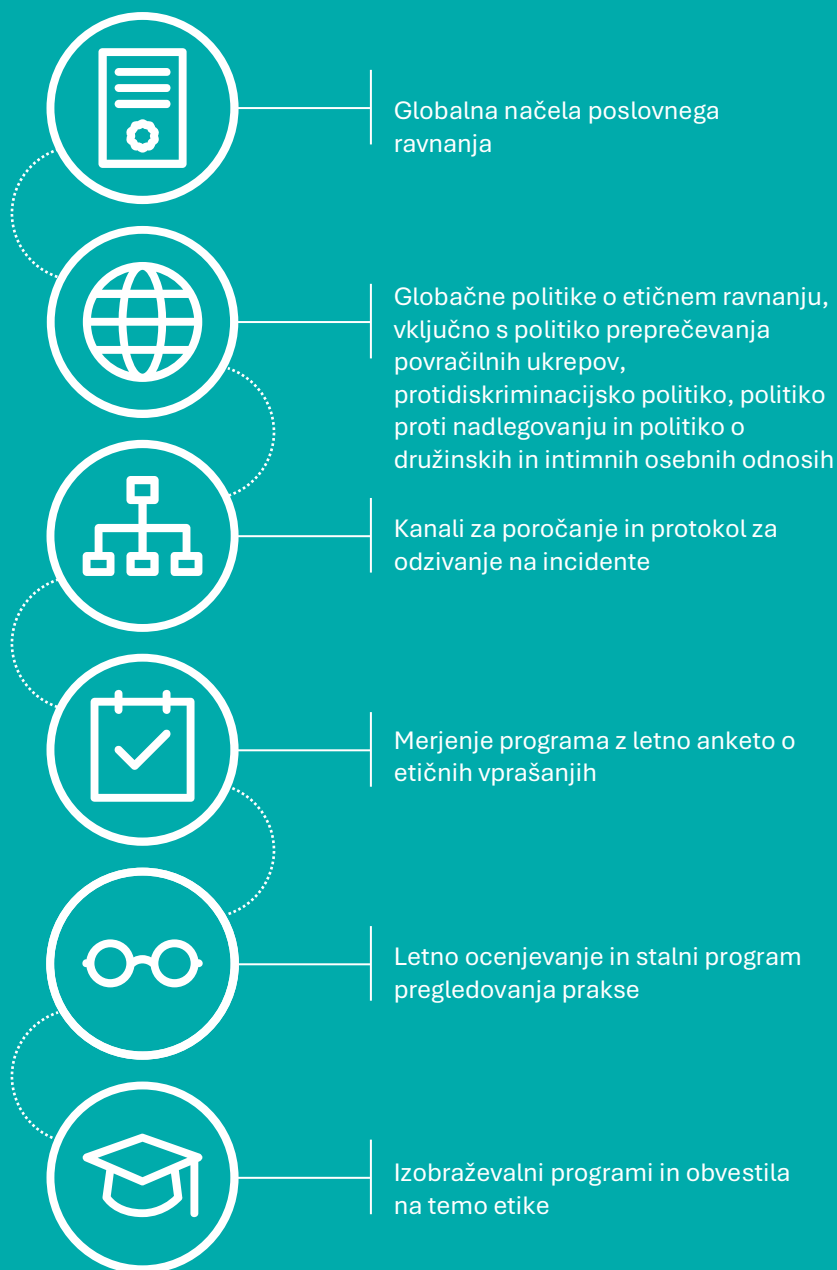 Globalna načela poslovnega
ravnanja
Globačne politike o etičnem ravnanju,
vključno s politiko preprečevanja
povračilnih ukrepov,
protidiskriminacijsko politiko, politiko
proti nadlegovanju in politiko o
družinskih in intimnih osebnih odnosih
Kanali za poročanje in protokol za
odzivanje na incidente
Merjenje programa z letno anketo o
etičnih vprašanjih
Letno ocenjevanje in stalni program
pregledovanja prakse
Izobraževalni programi in obvestila
na temo etike